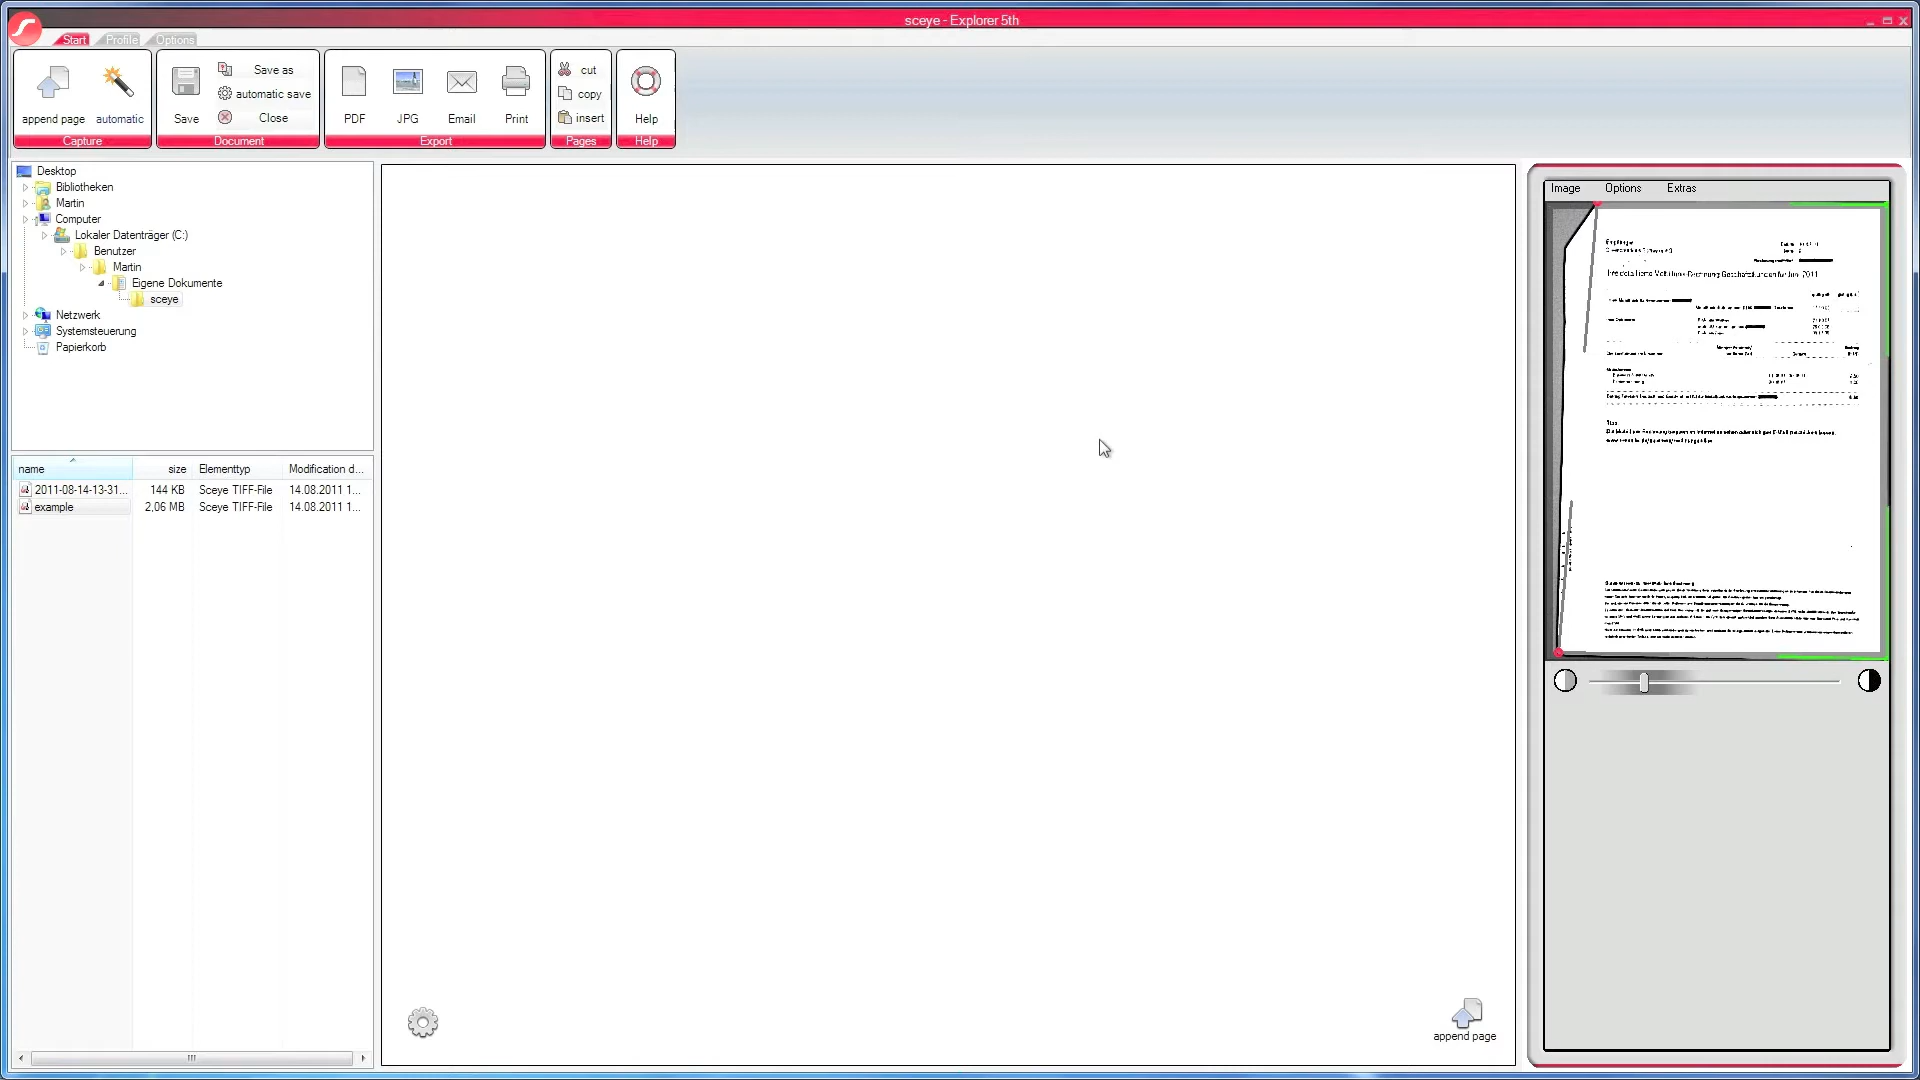 sceye - Explorer 5th
Start Profile Options
append page automatic
Capture
Save
Save as
automatic save
Close
Document
PDF JPG Email Print
Export
cut
copy
insert
Pages
Help
Help
Desktop
Bibliotheken
Martin
Computer
Lokaler Datenträger (C:)
Benutzer
Martin
Eigene Dokumente
sceye
Netzwerk
Systemsteuerung
Papierkorb
name size Elementtyp Modification d...
2011-08-14-13-31... 144 KB Sceye TIFF-File 14.08.2011 1...
example 2,06 MB Sceye TIFF-File 14.08.2011 1...
append page
Image Options Extras